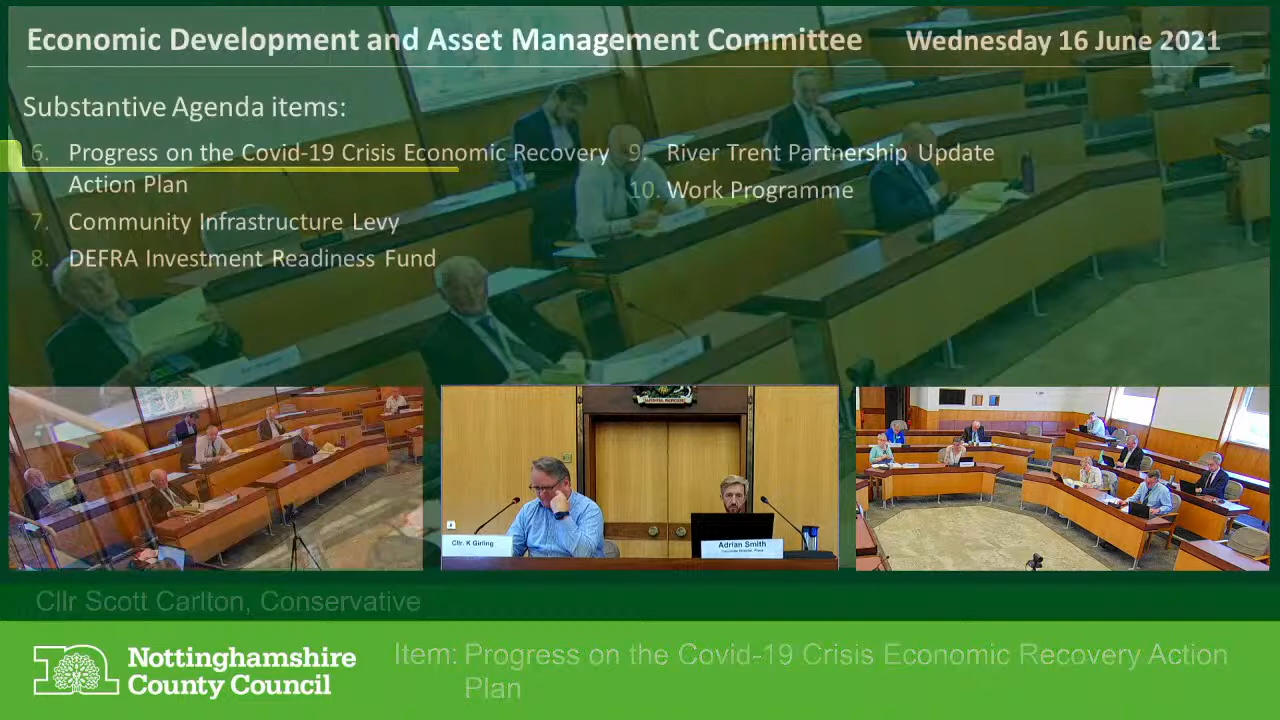 Economic Development and Asset Management Committee
Wednesday 16 June 2021
Substantive Agenda items:
6. Progress on the Covid-19 Crisis Economic Recovery
Action Plan
7. Community Infrastructure Levy
8. DEFRA Investment Readiness Fund
9. River Trent Partnership Update
10. Work Programme
Cllr. K Girling
Adrian Smith
Cllr Scott Carlton, Conservative
Nottinghamshire
County Council
Item: Progress on the Covid-19 Crisis Economic Recovery Action
Plan